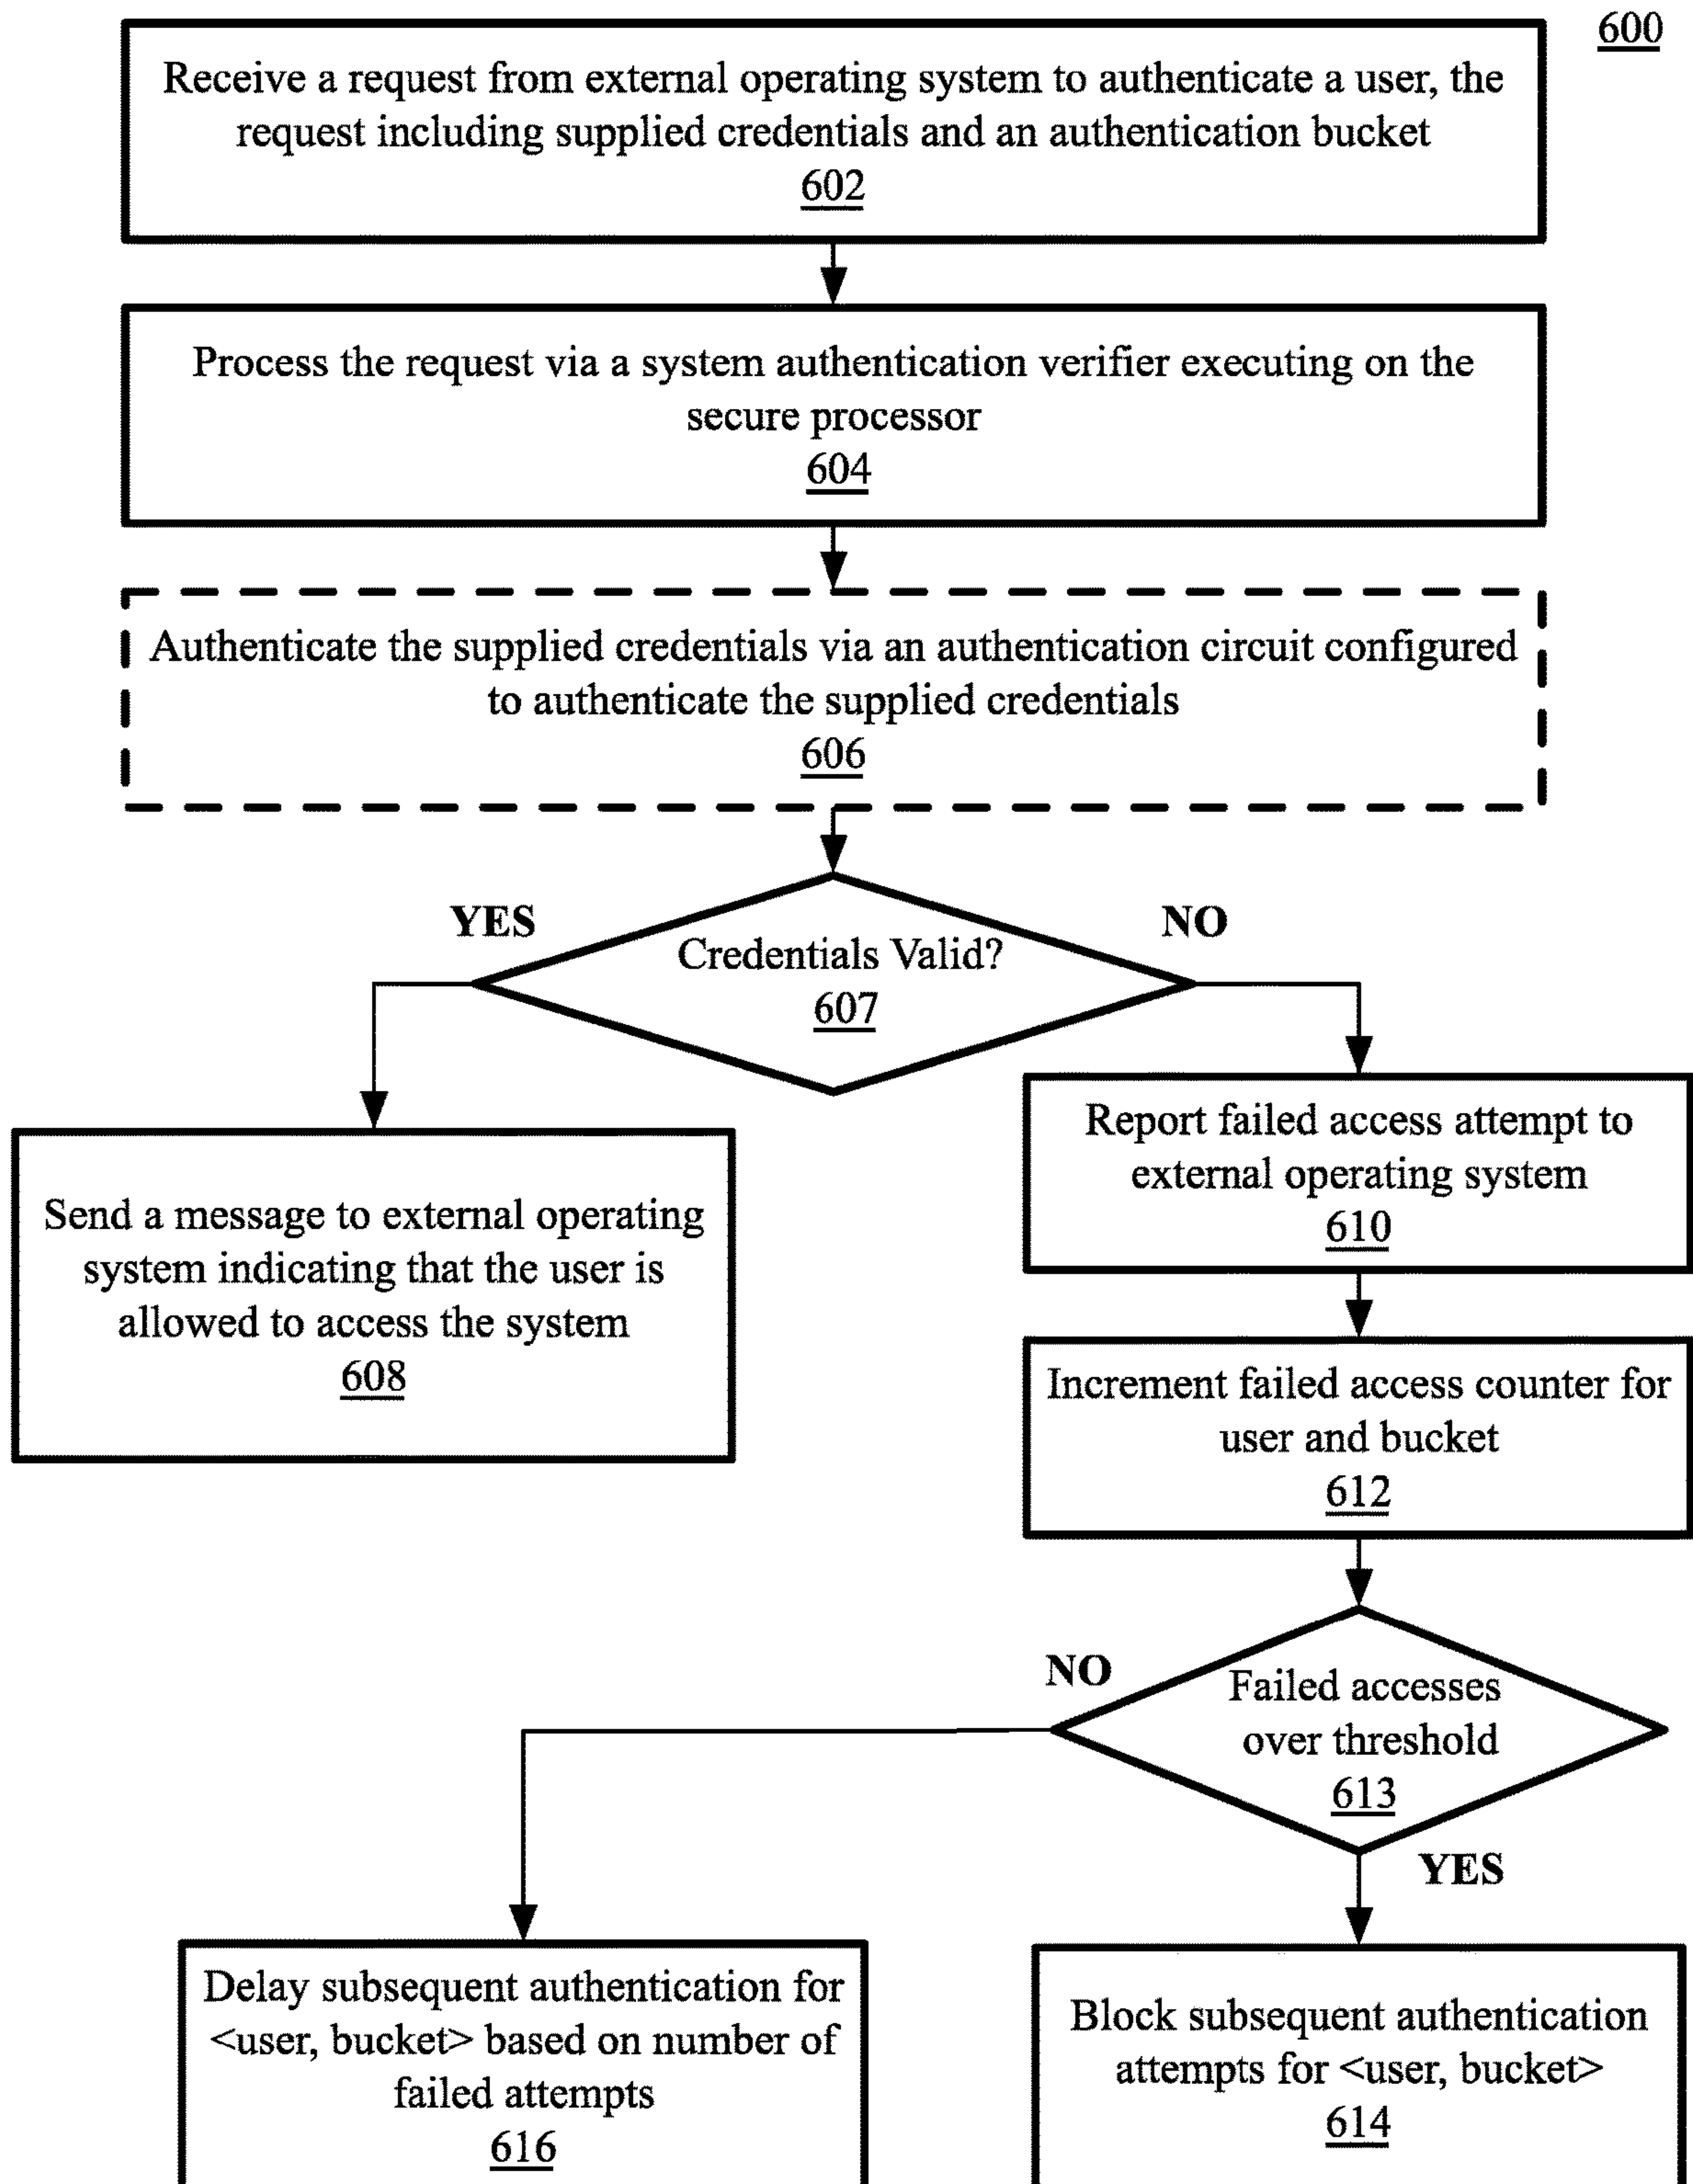 600
Receive a request from external operating system to authenticate a user, the
request including supplied credentials and an authentication bucket
602
Process the request via a system authentication verifier executing on the
secure processor
604
Authenticate the supplied credentials via an authentication circuit configured
to authenticate the supplied credentials
606
YES
NO
Credentials Valid?
607
Send a message to external operating
system indicating that the user is
allowed to access the system
608
Report failed access attempt to
external operating system
610
Increment failed access counter for
user and bucket
612
NO
Failed accesses
over threshold
613
YES
Delay subsequent authentication for
<user, bucket> based on number of
failed attempts
616
Block subsequent authentication
attempts for <user, bucket>
614